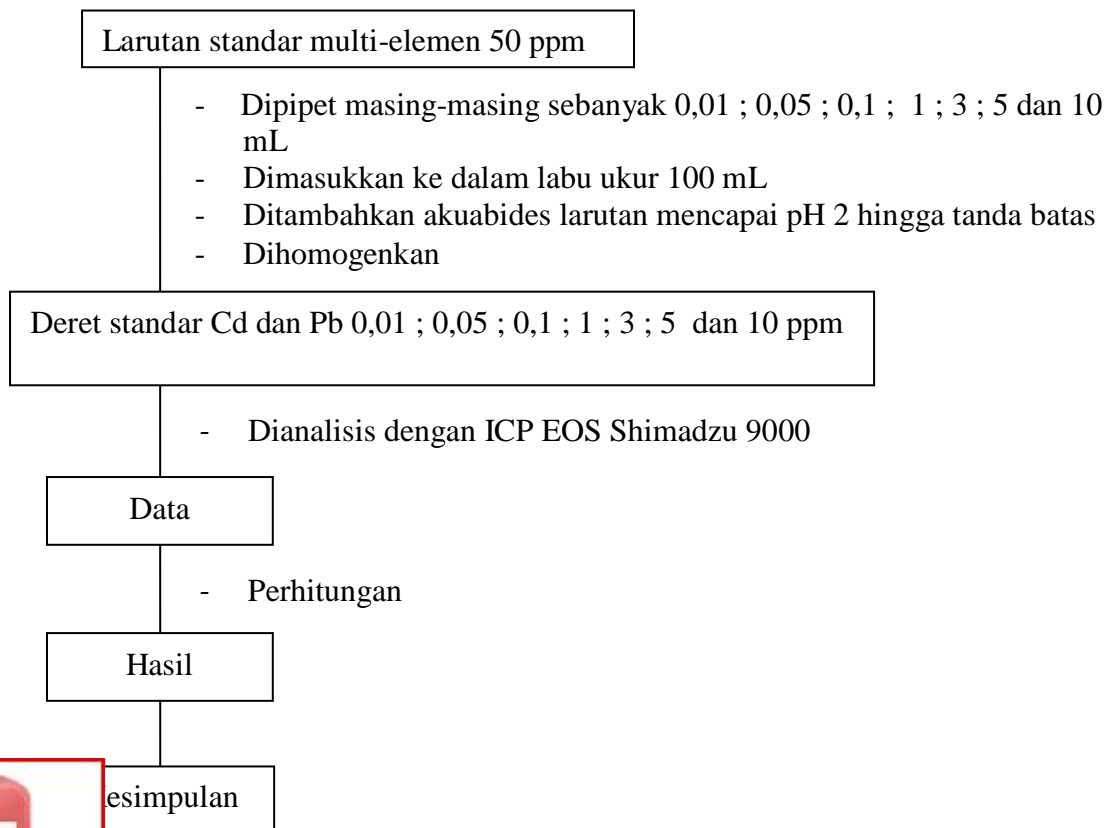 Larutan standar multi-elemen 50 ppm
- Dipipet masing-masing sebanyak 0,01 ; 0,05 ; 0,1 ; 1 ; 3 ; 5 dan 10
mL
- Dimasukkan ke dalam labu ukur 100 mL
- Ditambahkan akuabides larutan mencapai pH 2 hingga tanda batas
- Dihomogenkan
Deret standar Cd dan Pb 0,01 ; 0,05 ; 0,1 ; 1 ; 3 ; 5 dan 10 ppm
- Dianalisis dengan ICP EOS Shimadzu 9000
Data
- Perhitungan
Hasil
esimpulan